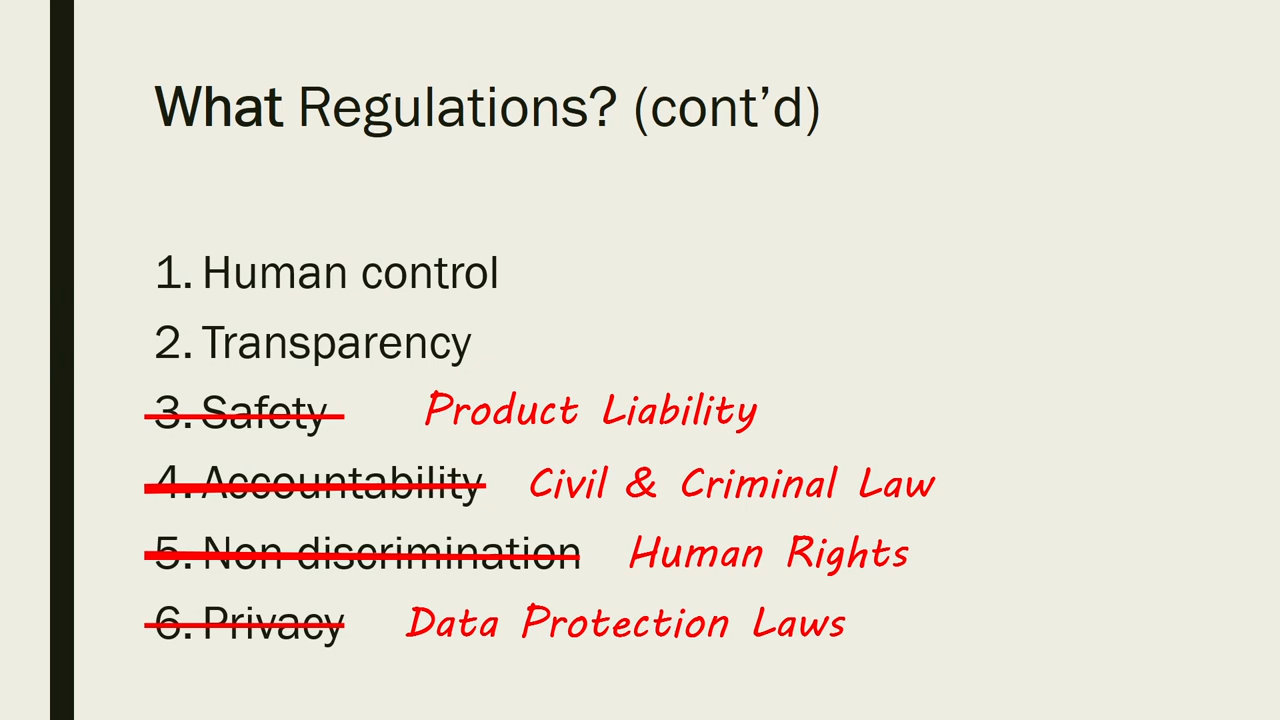 What Regulations? (cont’d)
1. Human control
2. Transparency
3. Safety Product Liability
4. Accountability Civil & Criminal Law
5. Non discrimination Human Rights
6. Privacy Data Protection Laws